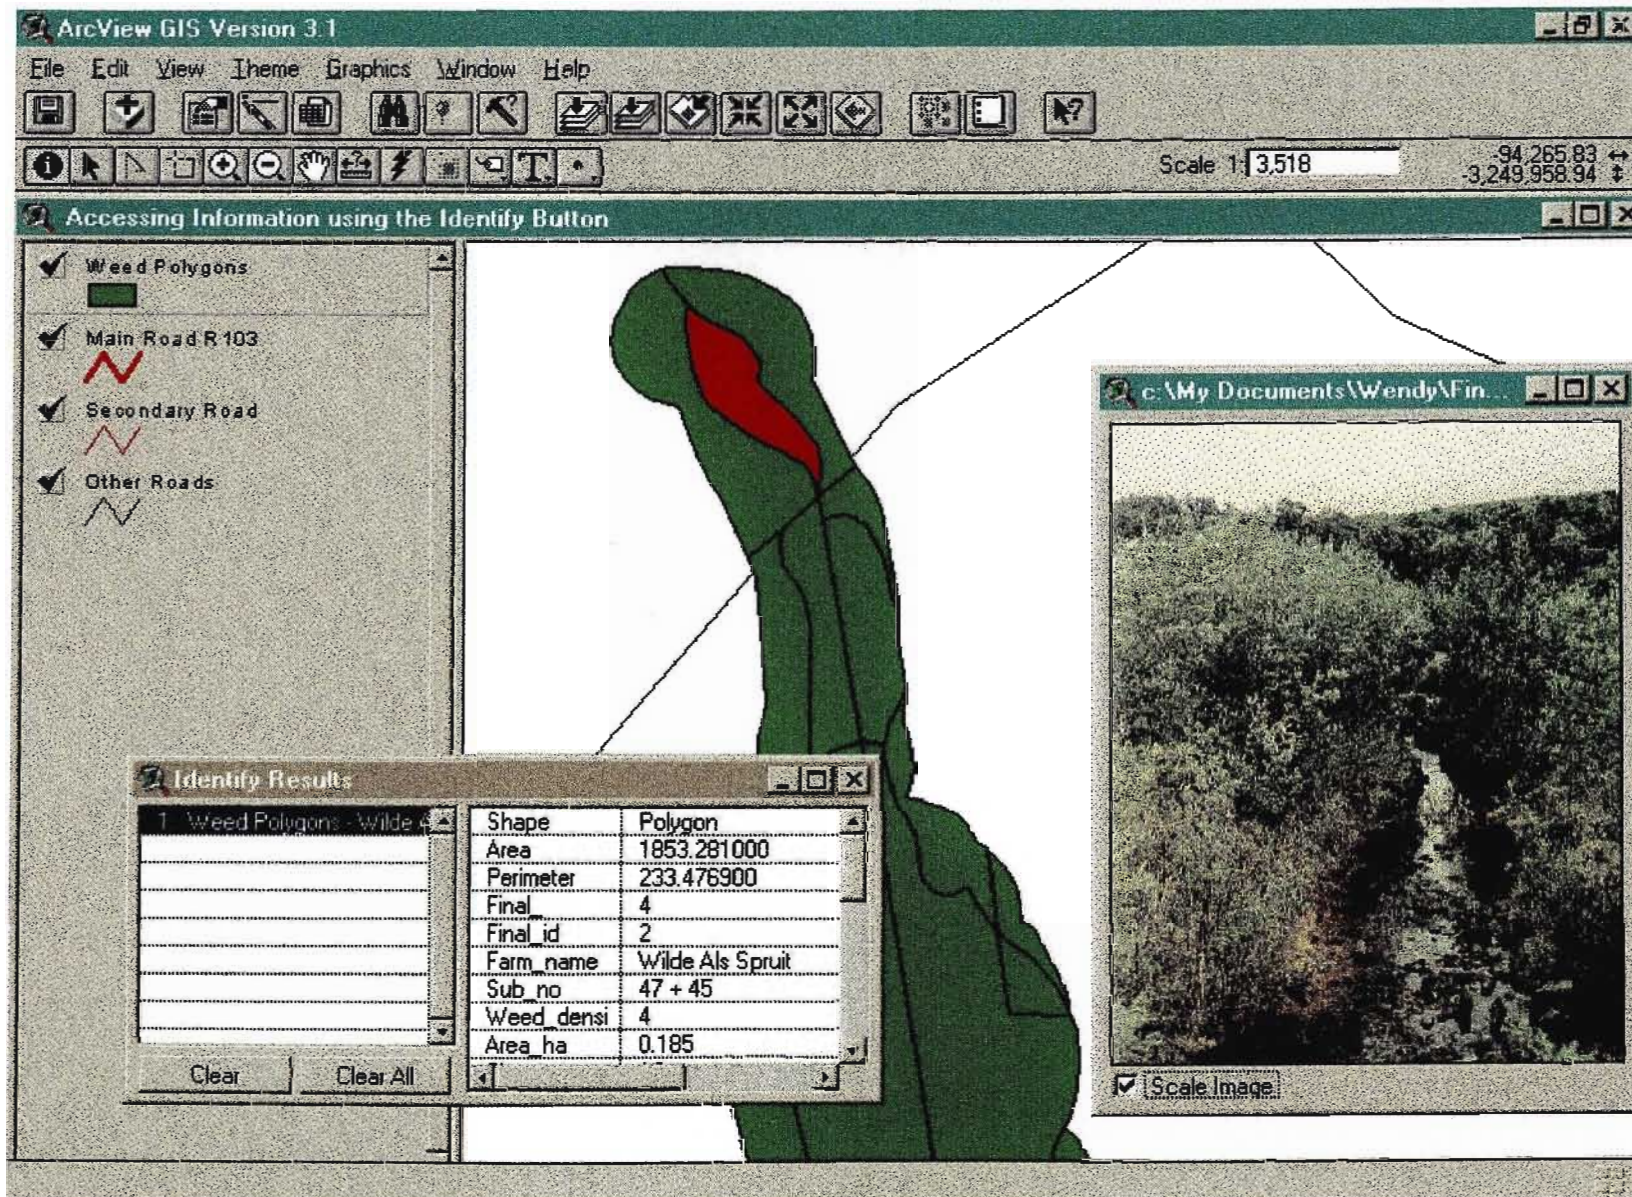 ArcView GIS Version 3.1
File Edit View Theme Graphics Window Help
Scale 1: 3,518
-94,265.83
-3,249,958.94
Accessing Information using the Identify Button
Weed Polygons
Main Road R103
Secondary Road
Other Roads
c:\My Documents\Wendy\Fin...
Scale Image
Identify Results
1 Weed Polygons - Wilde A
Shape Polygon
Area 1853.281000
Perimeter 233.476900
Final_ 4
Final_id 2
Farm_name Wilde Als Spruit
Sub_no 47 + 45
Weed_densi 4
Area_ha 0.185
Clear Clear All